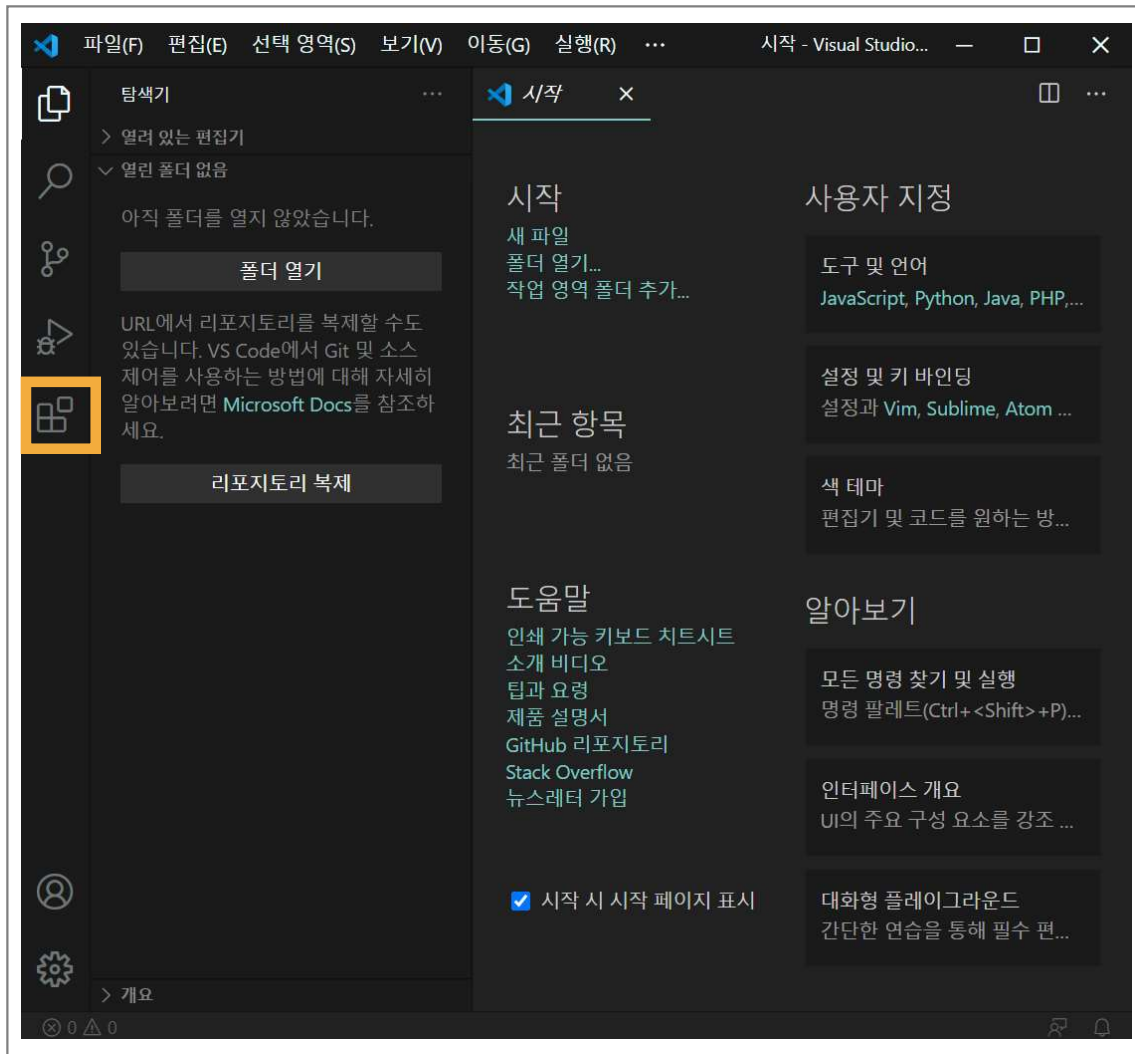 파일(F) 편집(E) 선택 영역(S) 보기(V) 이동(G) 실행(R) ··· 시작 - Visual Studio...
탐색기 ···
> 열려 있는 편집기
∨ 열린 폴더 없음
아직 폴더를 열지 않았습니다.
폴더 열기
URL에서 리포지토리를 복제할 수도
있습니다. VS Code에서 Git 및 소스
제어를 사용하는 방법에 대해 자세히
알아보려면 Microsoft Docs를 참조하
세요.
리포지토리 복제
> 개요
시작
시작
새 파일
폴더 열기...
작업 영역 폴더 추가...
최근 항목
최근 폴더 없음
도움말
인쇄 가능 키보드 치트시트
소개 비디오
팁과 요령
제품 설명서
GitHub 리포지토리
Stack Overflow
뉴스레터 가입
시작 시 시작 페이지 표시
사용자 지정
도구 및 언어
JavaScript, Python, Java, PHP,...
설정 및 키 바인딩
설정과 Vim, Sublime, Atom ...
색 테마
편집기 및 코드를 원하는 방...
알아보기
모든 명령 찾기 및 실행
명령 팔레트(Ctrl+<Shift>+P)...
인터페이스 개요
UI의 주요 구성 요소를 강조 ...
대화형 플레이그라운드
간단한 연습을 통해 필수 편...
0 0